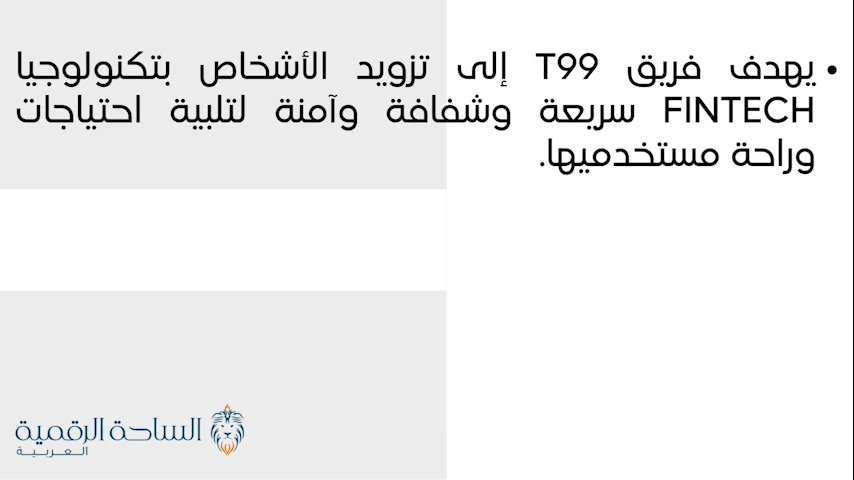 • يهدف فريق T99 إلى تزويد الأشخاص بتكنولوجيا
FINTECH سريعة وشفافة وآمنة لتلبية احتياجات
وراحة مستخدميها.
الساحة الرقمية
العربية